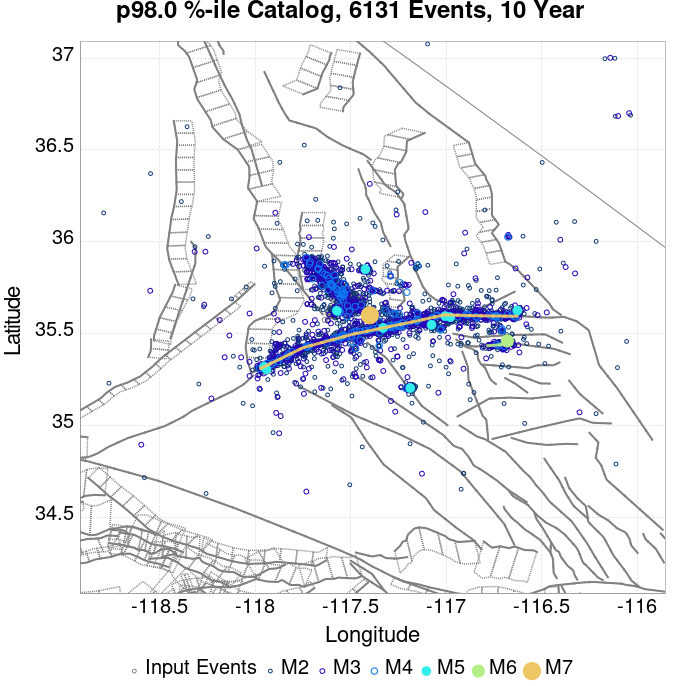 p98.0 %-ile Catalog, 6131 Events, 10 Year
37
36.5
36
35.5
35
34.5
Latitude
-118.5 -118 -117.5 -117 -116.5 -116
Longitude
Input Events M2 M3 M4 M5 M6 M7